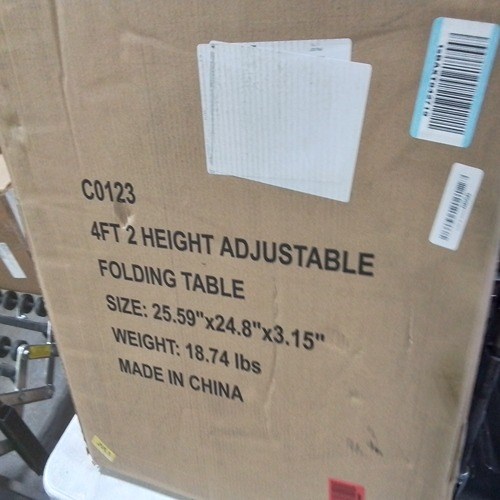 C0123
4FT 2 HEIGHT ADJUSTABLE
FOLDING TABLE
SIZE: 25.59"x24.8"x3.15"
WEIGHT: 18.74 lbs
MADE IN CHINA